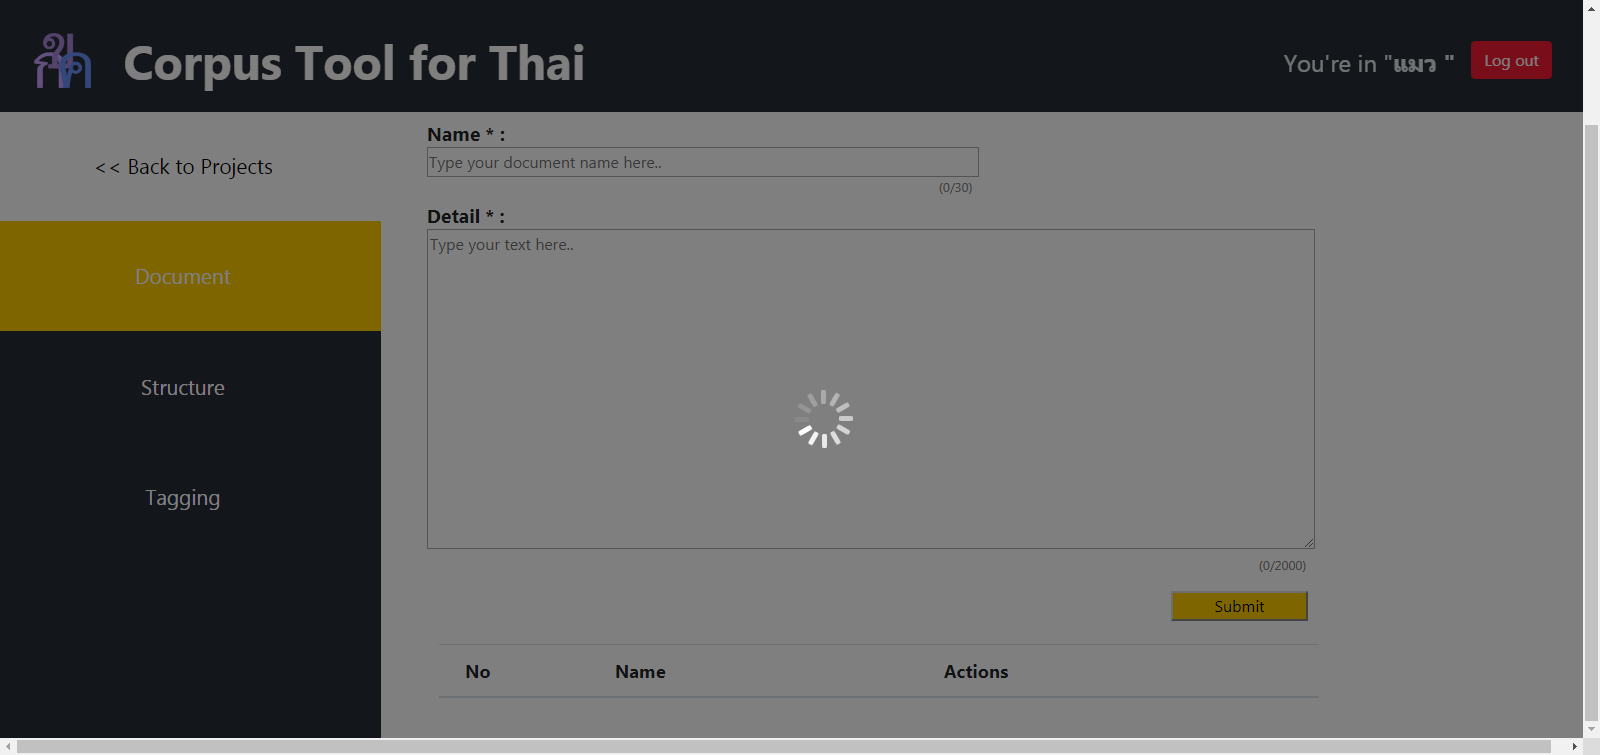 Corpus Tool for Thai
You're in "แมว "
Log out
<< Back to Projects
Document
Structure
Tagging
Name * :
Type your document name here..
(0/30)
Detail * :
Type your text here..
(0/2000)
Submit
No Name Actions